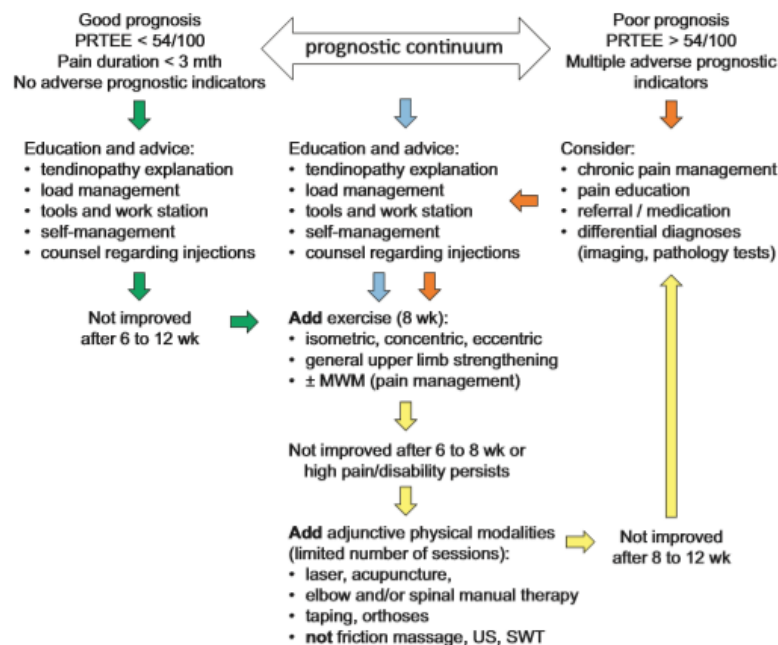 Good prognosis
PRTEE < 54/100
Pain duration < 3 mth
No adverse prognostic indicators
prognostic continuum
Poor prognosis
PRTEE > 54/100
Multiple adverse prognostic
indicators
Education and advice:
• tendinopathy explanation
• load management
• tools and work station
• self-management
• counsel regarding injections
Education and advice:
• tendinopathy explanation
• load management
• tools and work station
• self-management
• counsel regarding injections
Consider:
• chronic pain management
• pain education
• referral / medication
• differential diagnoses
(imaging, pathology tests)
Not improved
after 6 to 12 wk
Add exercise (8 wk):
• isometric, concentric, eccentric
• general upper limb strengthening
• ± MWM (pain management)
Not improved after 6 to 8 wk or
high pain/disability persists
Add adjunctive physical modalities
(limited number of sessions):
• laser, acupuncture,
• elbow and/or spinal manual therapy
• taping, orthoses
• not friction massage, US, SWT
Not improved
after 8 to 12 wk